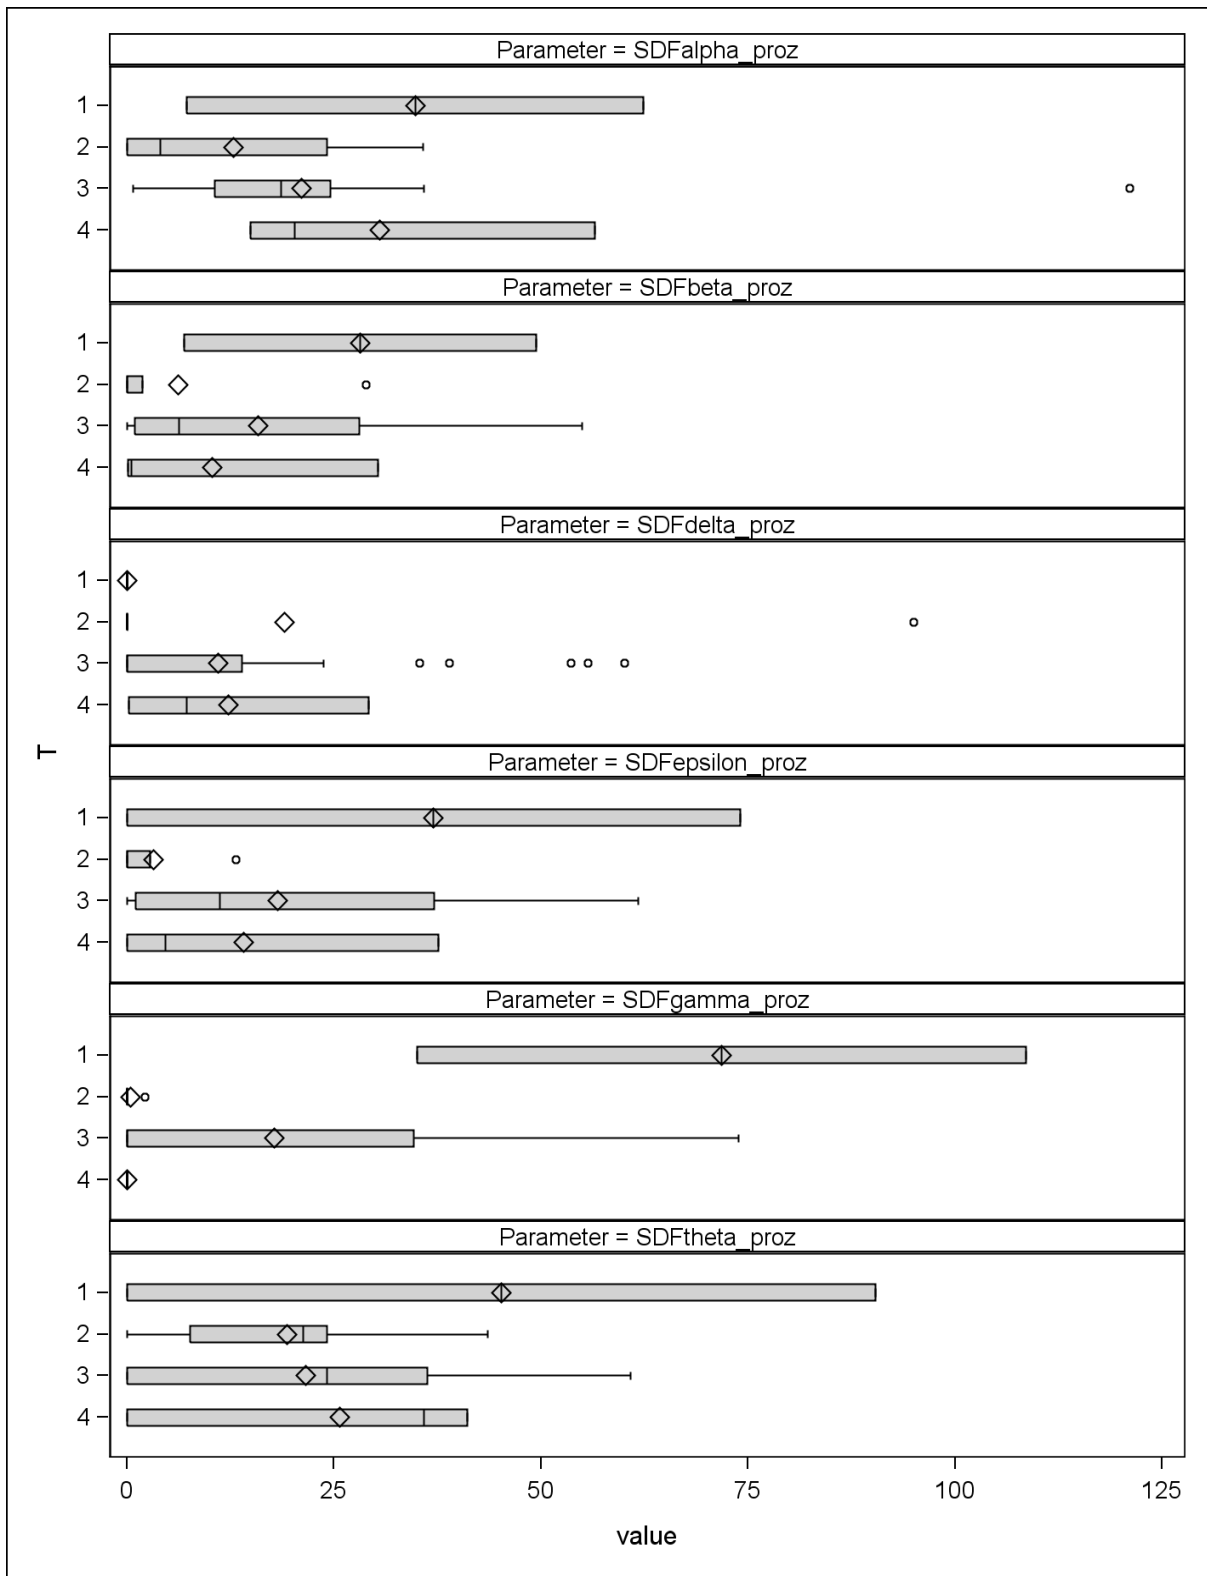 Parameter = SDFalpha_proz
1
2
3
4
Parameter = SDFbeta_proz
1
2
3
4
Parameter = SDFdelta_proz
1
2
3
4
T
Parameter = SDFepsilon_proz
1
2
3
4
Parameter = SDFgamma_proz
1
2
3
4
Parameter = SDFtheta_proz
1
2
3
4
0 25 50 75 100 125
value